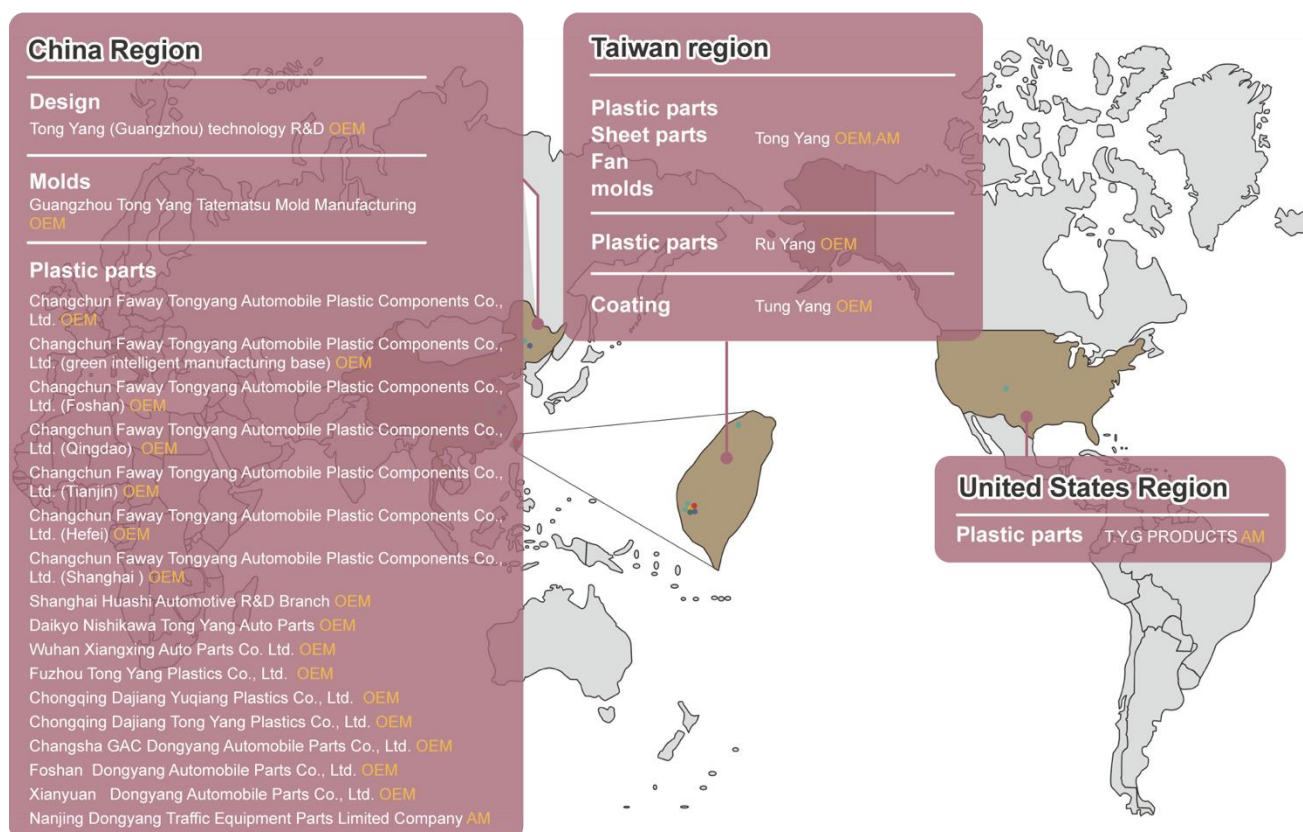 China Region
Design
Tong Yang (Guangzhou) technology R&D OEM
Molds
Guangzhou Tong Yang Tatematsu Mold Manufacturing
OEM
Plastic parts
Changchun Faway Tongyang Automobile Plastic Components Co.,
Ltd. OEM
Changchun Faway Tongyang Automobile Plastic Components Co.,
Ltd. (green intelligent manufacturing base) OEM
Changchun Faway Tongyang Automobile Plastic Components Co.,
Ltd. (Foshan) OEM
Changchun Faway Tongyang Automobile Plastic Components Co.,
Ltd. (Qingdao) OEM
Changchun Faway Tongyang Automobile Plastic Components Co.,
Ltd. (Tianjin) OEM
Changchun Faway Tongyang Automobile Plastic Components Co.,
Ltd. (Hefei) OEM
Changchun Faway Tongyang Automobile Plastic Components Co.,
Ltd. (Shanghai ) OEM
Shanghai Huashi Automotive R&D Branch OEM
Daikyo Nishikawa Tong Yang Auto Parts OEM
Wuhan Xiangxing Auto Parts Co. Ltd. OEM
Fuzhou Tong Yang Plastics Co., Ltd. OEM
Chongqing Dajiang Yuqiang Plastics Co., Ltd. OEM
Chongqing Dajiang Tong Yang Plastics Co., Ltd. OEM
Changsha GAC Dongyang Automobile Parts Co., Ltd. OEM
Foshan Dongyang Automobile Parts Co., Ltd. OEM
Xianyuan Dongyang Automobile Parts Co., Ltd. OEM
Nanjing Dongyang Traffic Equipment Parts Limited Company AM
Taiwan region
Plastic parts
Sheet parts
Fan
molds
Tong Yang OEM,AM
Plastic parts Ru Yang OEM
Coating Tung Yang OEM
United States Region
Plastic parts T.Y.G PRODUCTS AM